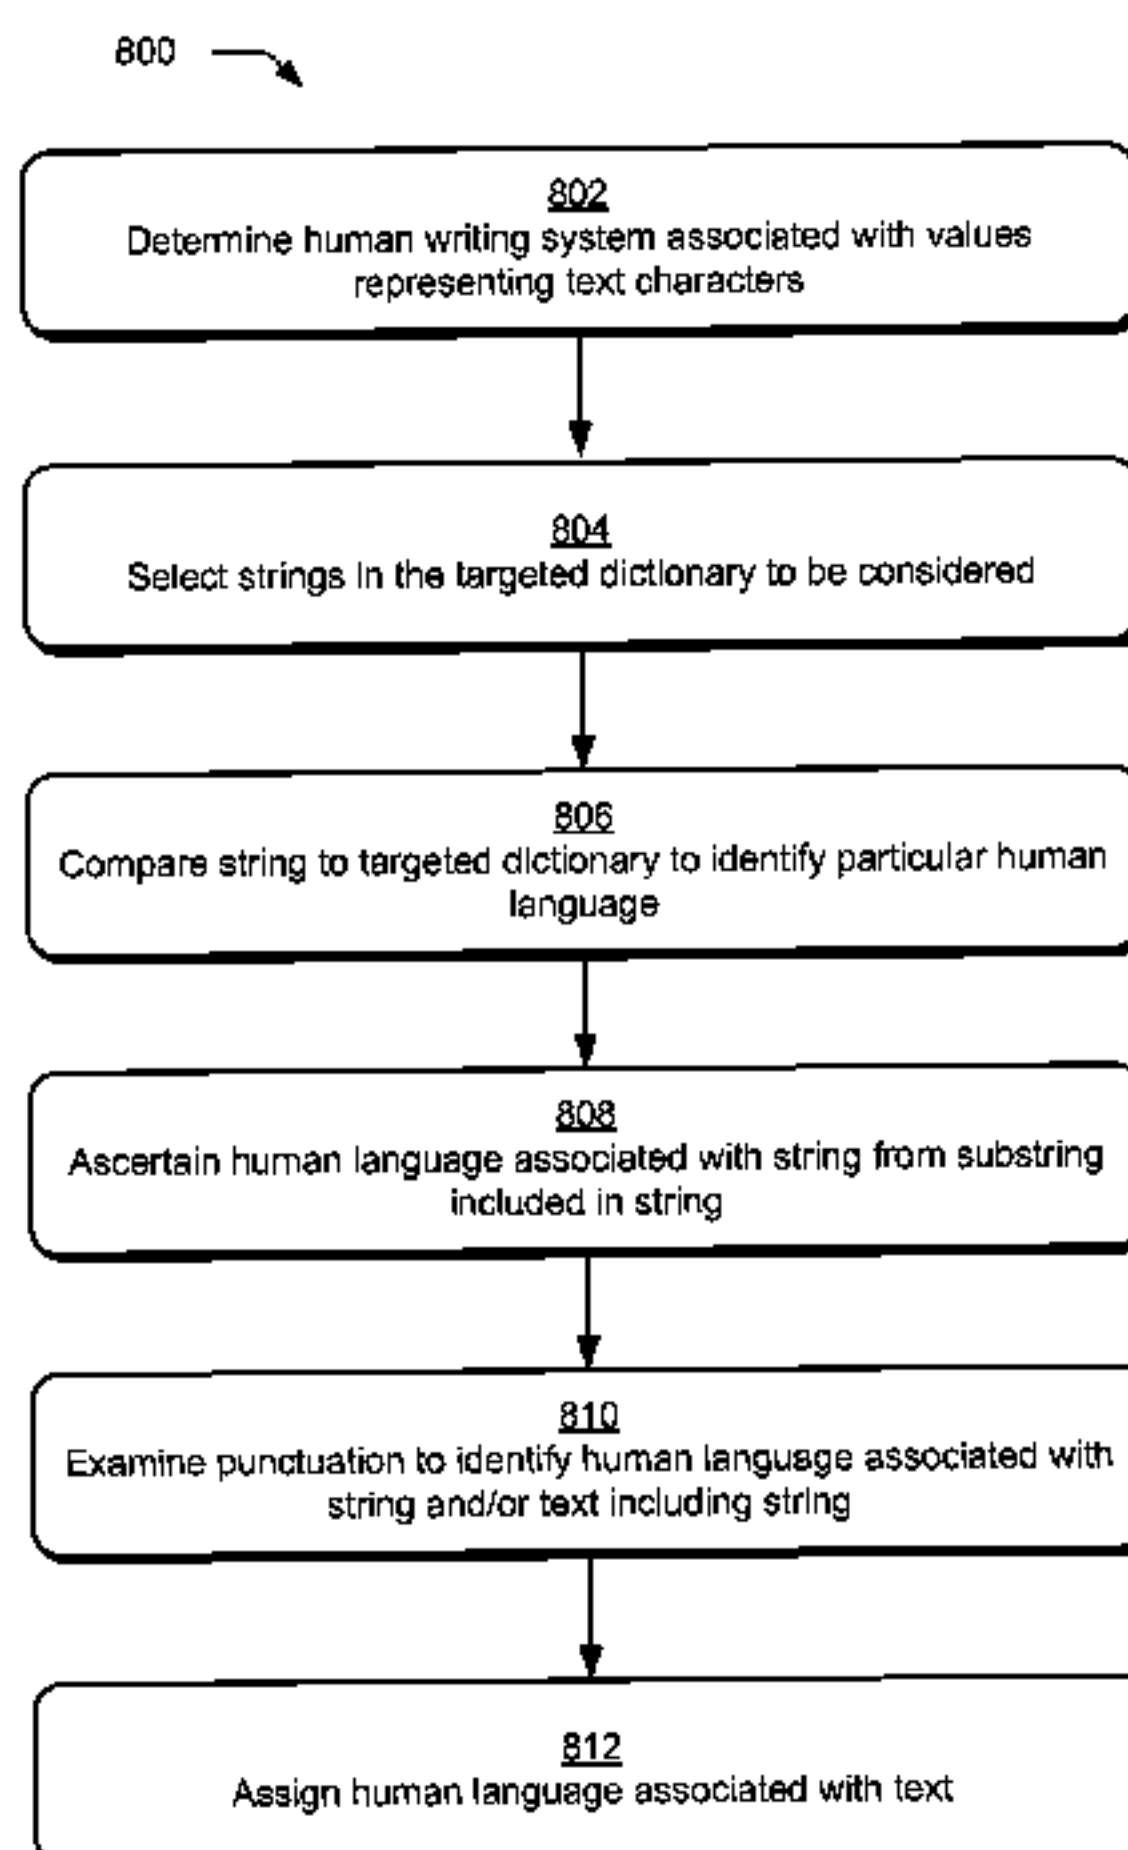 800
802
Determine human writing system associated with values
representing text characters
804
Select strings in the targeted dictionary to be considered
806
Compare string to targeted dictionary to identify particular human
language
808
Ascertain human language associated with string from substring
included in string
810
Examine punctuation to identify human language associated with
string and/or text including string
812
Assign human language associated with text